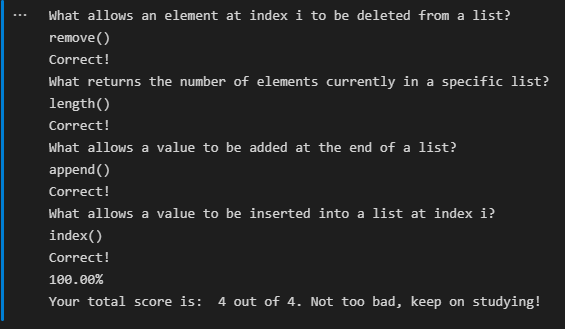 What allows an element at index i to be deleted from a list?
remove()
Correct!
What returns the number of elements currently in a specific list?
length()
Correct!
What allows a value to be added at the end of a list?
append()
Correct!
What allows a value to be inserted into a list at index i?
index()
Correct!
100.00%
Your total score is:  4 out of 4. Not too bad, keep on studying!